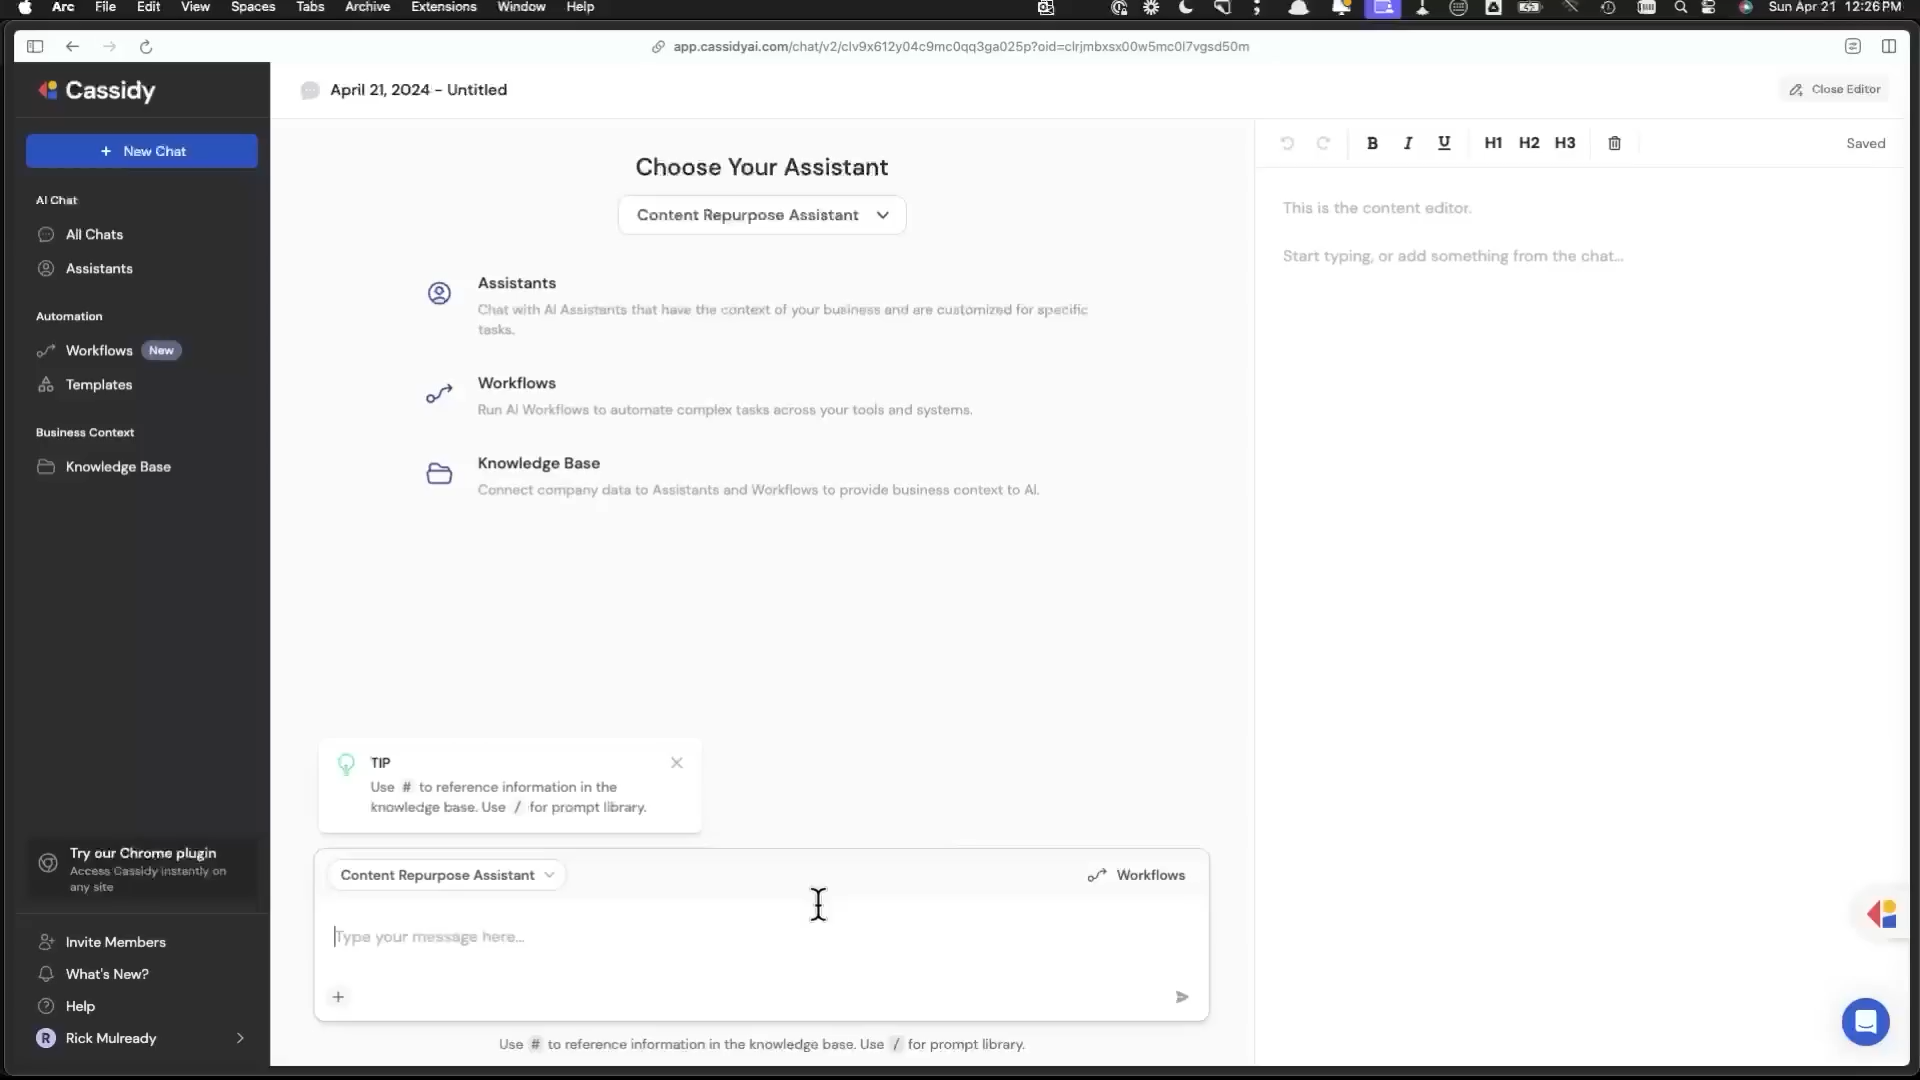 Arc File Edit View Spaces Tabs Archive Extensions Window Help Sun Apr 21 12:26 PM
app.cassidyai.com/chat/v2/clv9x612y04c9mc0qq3ga025p?oid=clrjmbxsx00w5mc0l7vgsd50m
Cassidy
+ New Chat
AI Chat
All Chats
Assistants
Automation
Workflows New
Templates
Business Context
Knowledge Base
Try our Chrome plugin
Access Cassidy instantly on
any site
Invite Members
What's New?
Help
R Rick Mulready
April 21, 2024 - Untitled
Close Editor
Choose Your Assistant
Content Repurpose Assistant
Assistants
Chat with AI Assistants that have the context of your business and are customized for specific
tasks.
Workflows
Run AI Workflows to automate complex tasks across your tools and systems.
Knowledge Base
Connect company data to Assistants and Workflows to provide business context to AI.
TIP
Use # to reference information in the
knowledge base. Use / for prompt library.
Content Repurpose Assistant
Workflows
Type your message here...
Use # to reference information in the knowledge base. Use / for prompt library.
B I U H1 H2 H3 Saved
This is the content editor.
Start typing, or add something from the chat...